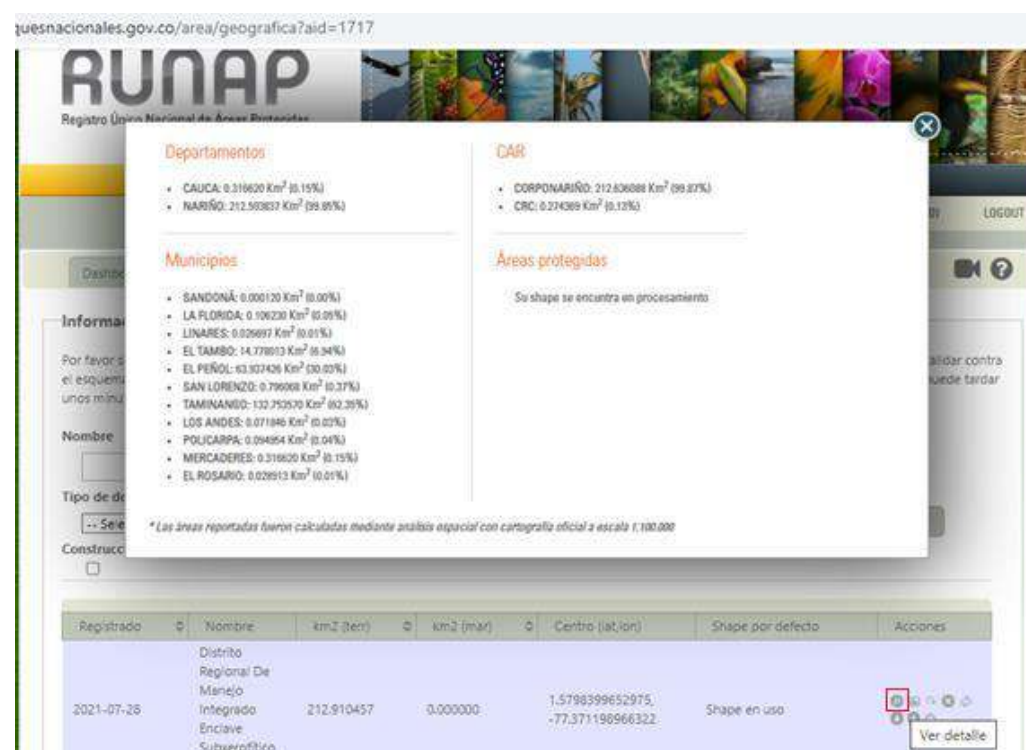 quesnacionales.gov.co/area/geografica?aid=1717
RUNAP
Registro Único Nacional de Áreas Protegidas
LOGOUT
Departamentos
• CAUCA: 0.316620 Km² (0.15%)
• NARIÑO: 212.593837 Km² (99.85%)
CAR
• CORPONARIÑO: 212.636088 Km² (99.87%)
• CRC: 0.274369 Km² (0.13%)
Municipios
• SANDONÁ: 0.000120 Km² (0.00%)
• LA FLORIDA: 0.106230 Km² (0.05%)
• LINARES: 0.026697 Km² (0.01%)
• EL TAMBO: 14.778013 Km² (6.94%)
• EL PEÑOL: 63.937426 Km² (30.03%)
• SAN LORENZO: 0.796068 Km² (0.37%)
• TAMINANGO: 132.753570 Km² (62.35%)
• LOS ANDES: 0.071846 Km² (0.03%)
• POLICARPA: 0.094954 Km² (0.04%)
• MERCADERES: 0.316620 Km² (0.15%)
• EL ROSARIO: 0.028913 Km² (0.01%)
Áreas protegidas
Su shape se encuntra en procesamiento
* Las áreas reportadas fueron calculadas mediante analisis espacial con cartografia oficial a escala 1:100.000
Dashbo
Informa
Por favor s
alidar contra
el esquema
puede tardar
unos minu
Nombre
Tipo de de
-- Sele
Construcc
Registrado
Nombre
km2 (terr)
km2 (mar)
Centro (lat,lon)
Shape por defecto
Acciones
2021-07-28
Distrito
Regional De
Manejo
Integrado
Enclave
Subxerofítico
212.910457
0.000000
1.5798399652975,
-77.371198966322
Shape en uso
Ver detalle